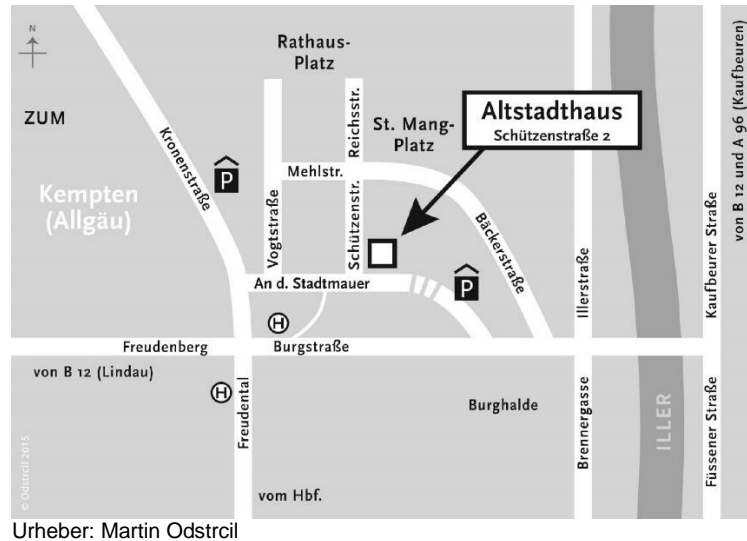 N
Rathaus-
Platz
ZUM
Kempten
(Allgäu)
Kronenstraße
P
Vogtstraße
Mehlstr.
Reichsstr.
Schützenstr.
St. Mang-
Platz
Altstadthaus
Schützenstraße 2
Bäckerstraße
P
An d. Stadtmauer
Illerstraße
Kaufbeurer Straße
von B 12 und A 96 (Kaufbeuren)
H
Freudenberg
Burgstraße
von B 12 (Lindau)
H
Freudental
Burghalde
Brennergasse
ILLER
Füssener Straße
vom Hbf.
© Odstrcil 2015
Urheber: Martin Odstrcil